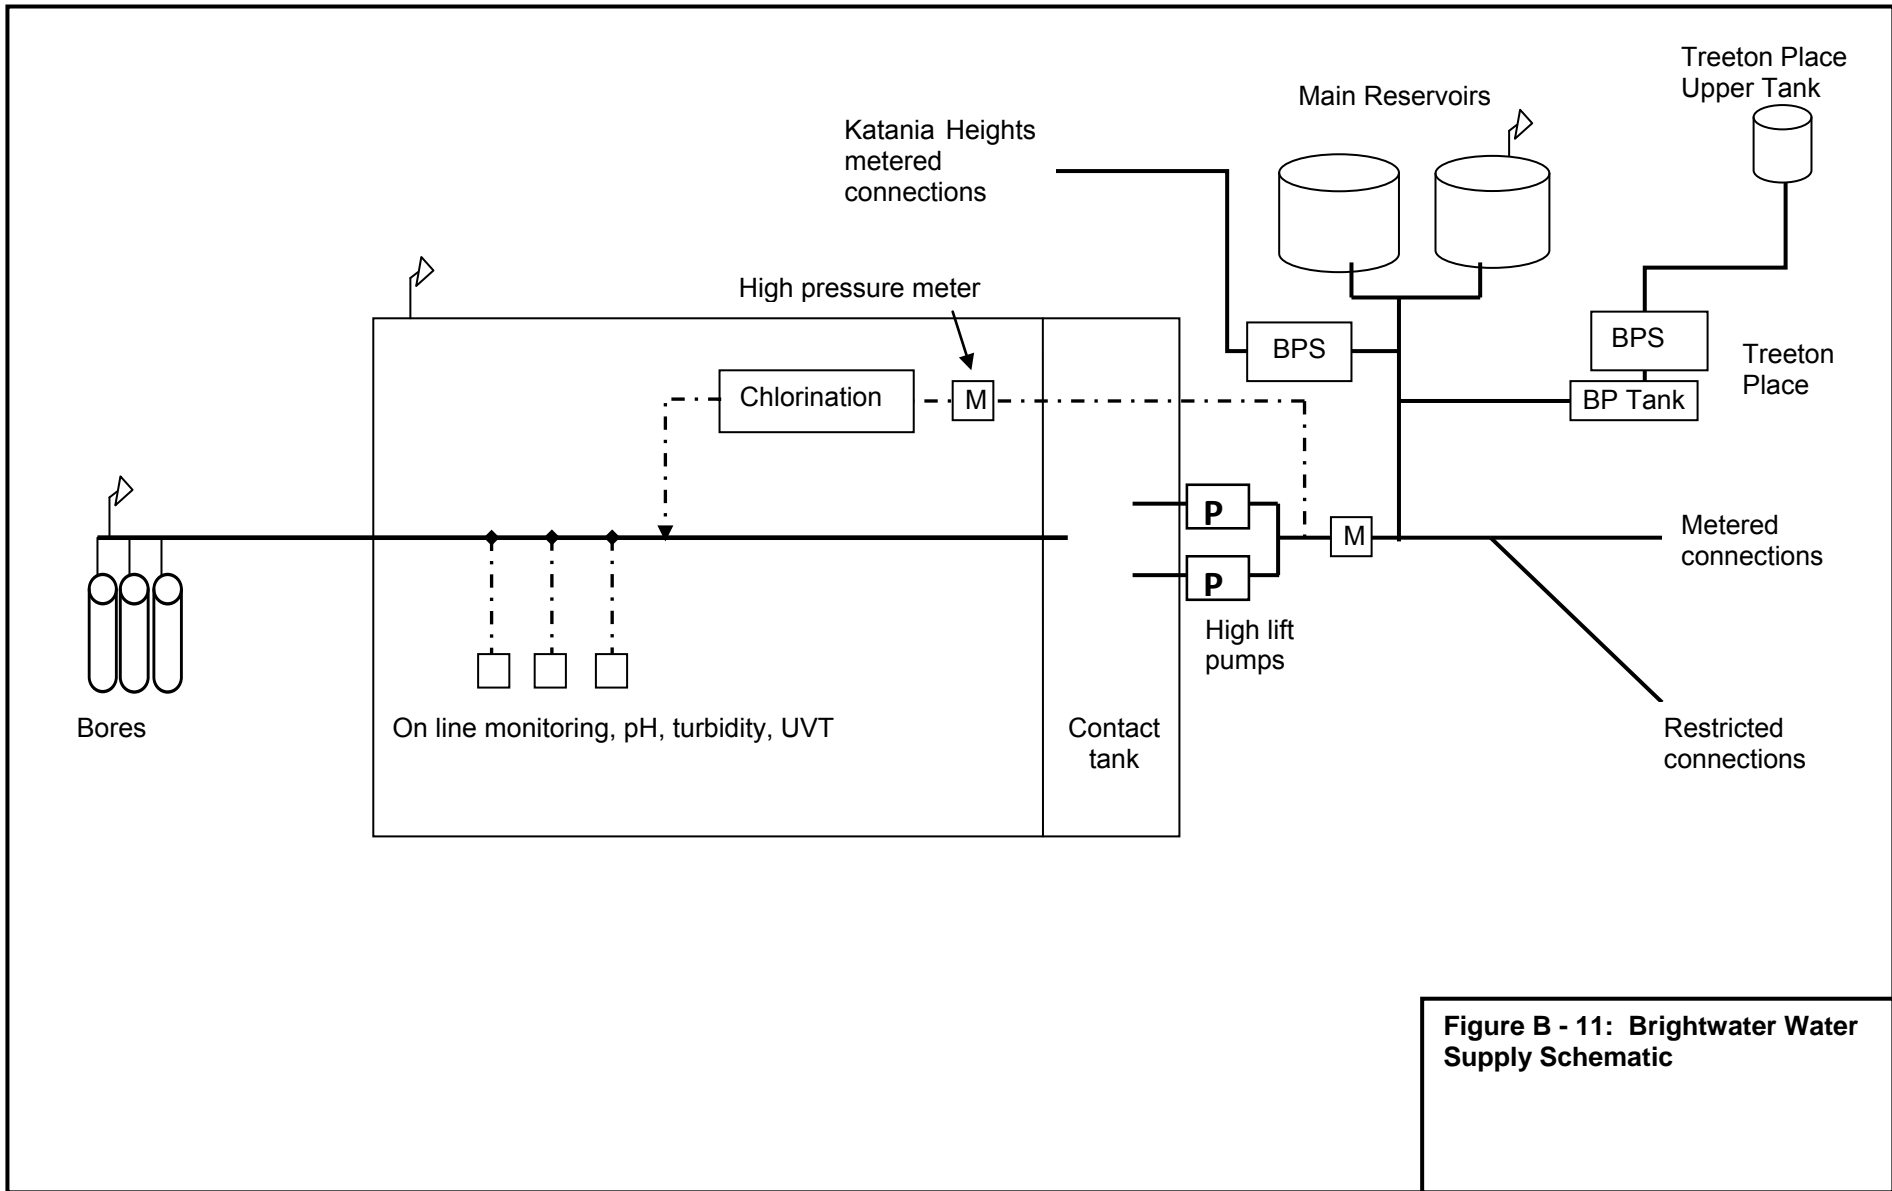 Treeton Place
Upper Tank
Main Reservoirs
Katania Heights
metered
connections
High pressure meter
BPS
BPS
Treeton
Place
Chlorination
M
BP Tank
P
M
Metered
connections
P
High lift
pumps
Bores
On line monitoring, pH, turbidity, UVT
Contact
tank
Restricted
connections
Figure B - 11: Brightwater Water
Supply Schematic